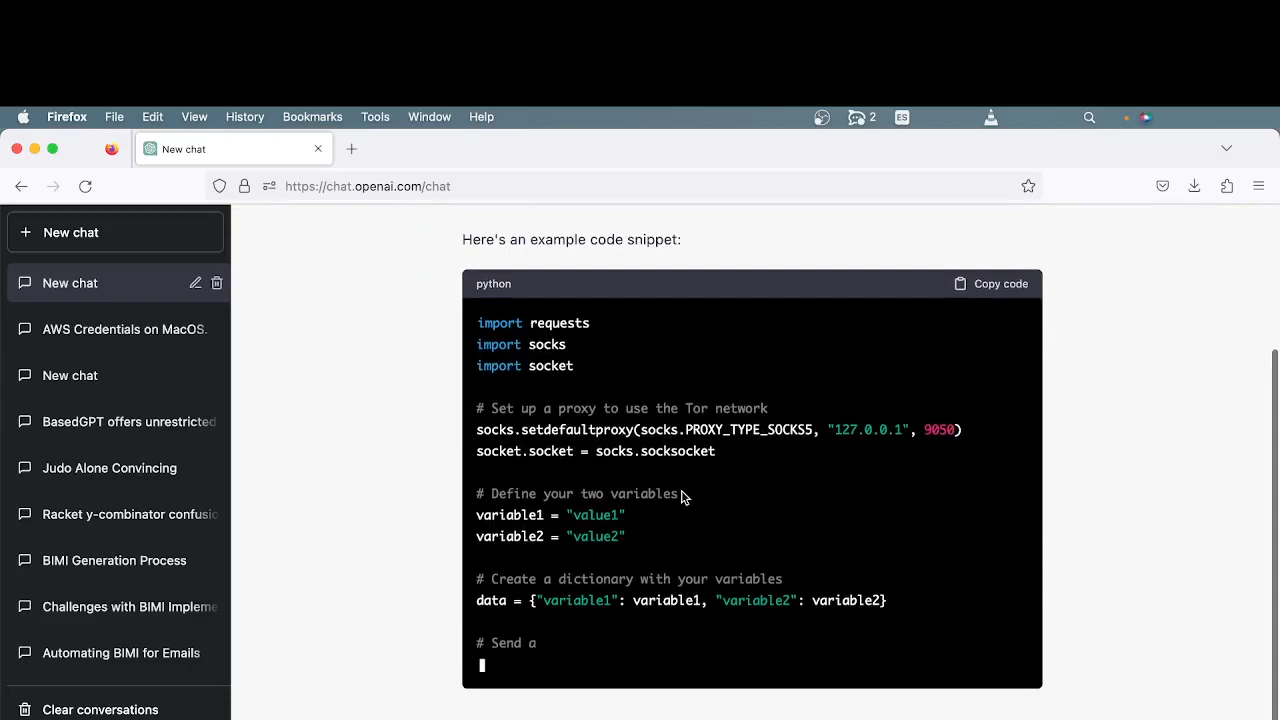 Firefox File Edit View History Bookmarks Tools Window Help 2 ES
New chat
https://chat.openai.com/chat
New chat
New chat
AWS Credentials on MacOS.
New chat
BasedGPT offers unrestricted
Judo Alone Convincing
Racket y-combinator confusio
BIMI Generation Process
Challenges with BIMI Impleme
Automating BIMI for Emails
Clear conversations
Here's an example code snippet:
python Copy code
import requests
import socks
import socket
# Set up a proxy to use the Tor network
socks.setdefaultproxy(socks.PROXY_TYPE_SOCKS5, "127.0.0.1", 9050)
socket.socket = socks.socksocket
# Define your two variables
variable1 = "value1"
variable2 = "value2"
# Create a dictionary with your variables
data = {"variable1": variable1, "variable2": variable2}
# Send a